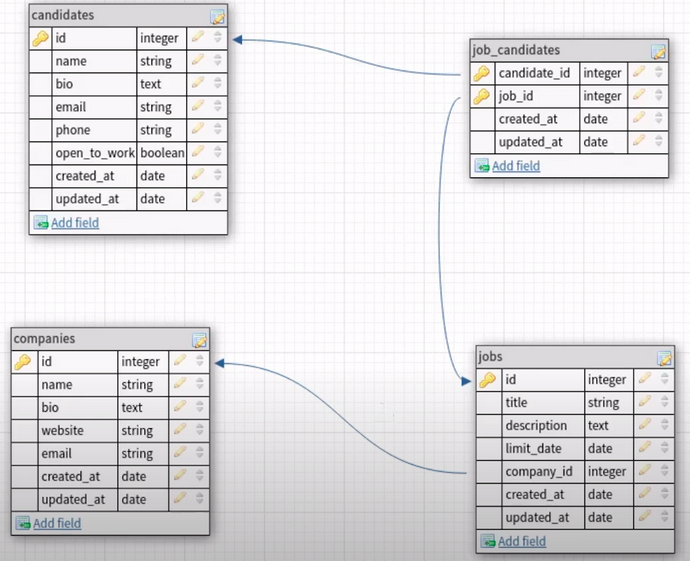 candidates
id integer
name string
bio text
email string
phone string
open_to_work boolean
created_at date
updated_at date
Add field
job_candidates
candidate_id integer
job_id integer
created_at date
updated_at date
Add field
companies
id integer
name string
bio text
website string
email string
created_at date
updated_at date
Add field
jobs
id integer
title string
description text
limit_date date
company_id integer
created_at date
updated_at date
Add field